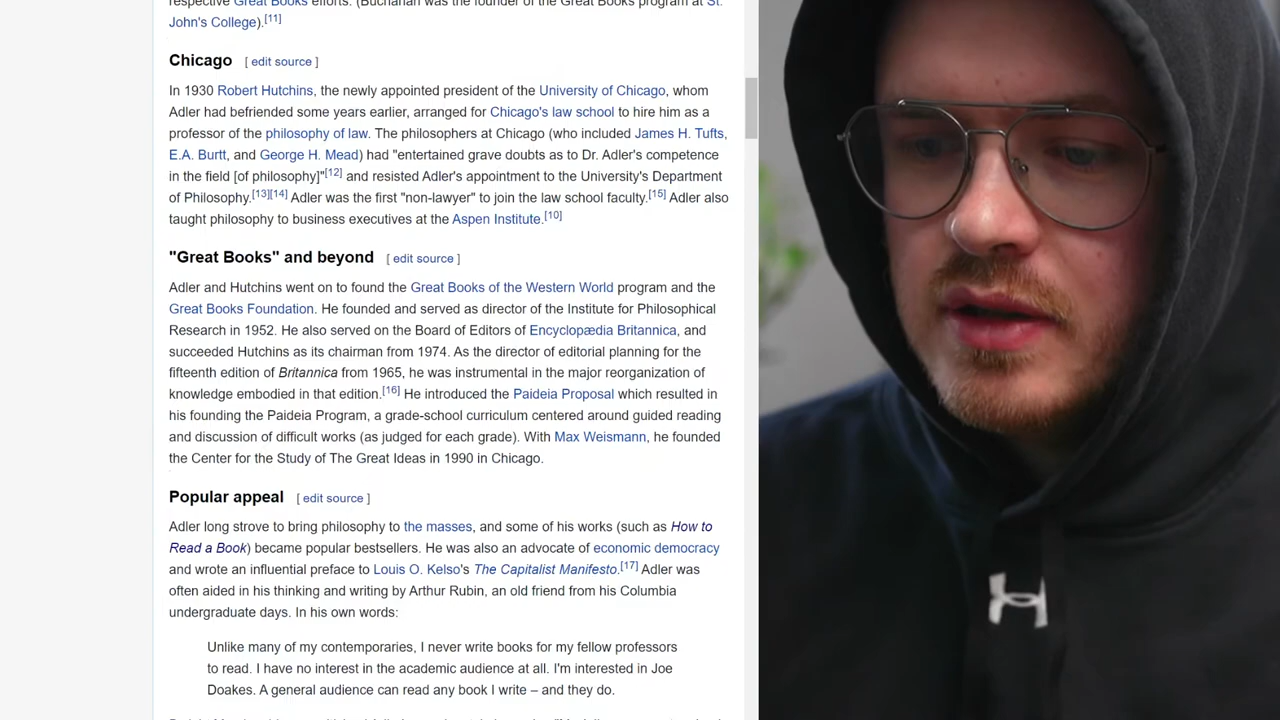 respective Great Books efforts. (Buchanan was the founder of the Great Books program at St.
John's College).[11]
Chicago [ edit source ]
In 1930 Robert Hutchins, the newly appointed president of the University of Chicago, whom
Adler had befriended some years earlier, arranged for Chicago's law school to hire him as a
professor of the philosophy of law. The philosophers at Chicago (who included James H. Tufts,
E.A. Burtt, and George H. Mead) had "entertained grave doubts as to Dr. Adler's competence
in the field [of philosophy]"[12] and resisted Adler's appointment to the University's Department
of Philosophy.[13][14] Adler was the first "non-lawyer" to join the law school faculty.[15] Adler also
taught philosophy to business executives at the Aspen Institute.[10]
"Great Books" and beyond [ edit source ]
Adler and Hutchins went on to found the Great Books of the Western World program and the
Great Books Foundation. He founded and served as director of the Institute for Philosophical
Research in 1952. He also served on the Board of Editors of Encyclopædia Britannica, and
succeeded Hutchins as its chairman from 1974. As the director of editorial planning for the
fifteenth edition of Britannica from 1965, he was instrumental in the major reorganization of
knowledge embodied in that edition.[16] He introduced the Paideia Proposal which resulted in
his founding the Paideia Program, a grade-school curriculum centered around guided reading
and discussion of difficult works (as judged for each grade). With Max Weismann, he founded
the Center for the Study of The Great Ideas in 1990 in Chicago.
Popular appeal [ edit source ]
Adler long strove to bring philosophy to the masses, and some of his works (such as How to
Read a Book) became popular bestsellers. He was also an advocate of economic democracy
and wrote an influential preface to Louis O. Kelso's The Capitalist Manifesto.[17] Adler was
often aided in his thinking and writing by Arthur Rubin, an old friend from his Columbia
undergraduate days. In his own words:
Unlike many of my contemporaries, I never write books for my fellow professors
to read. I have no interest in the academic audience at all. I'm interested in Joe
Doakes. A general audience can read any book I write – and they do.